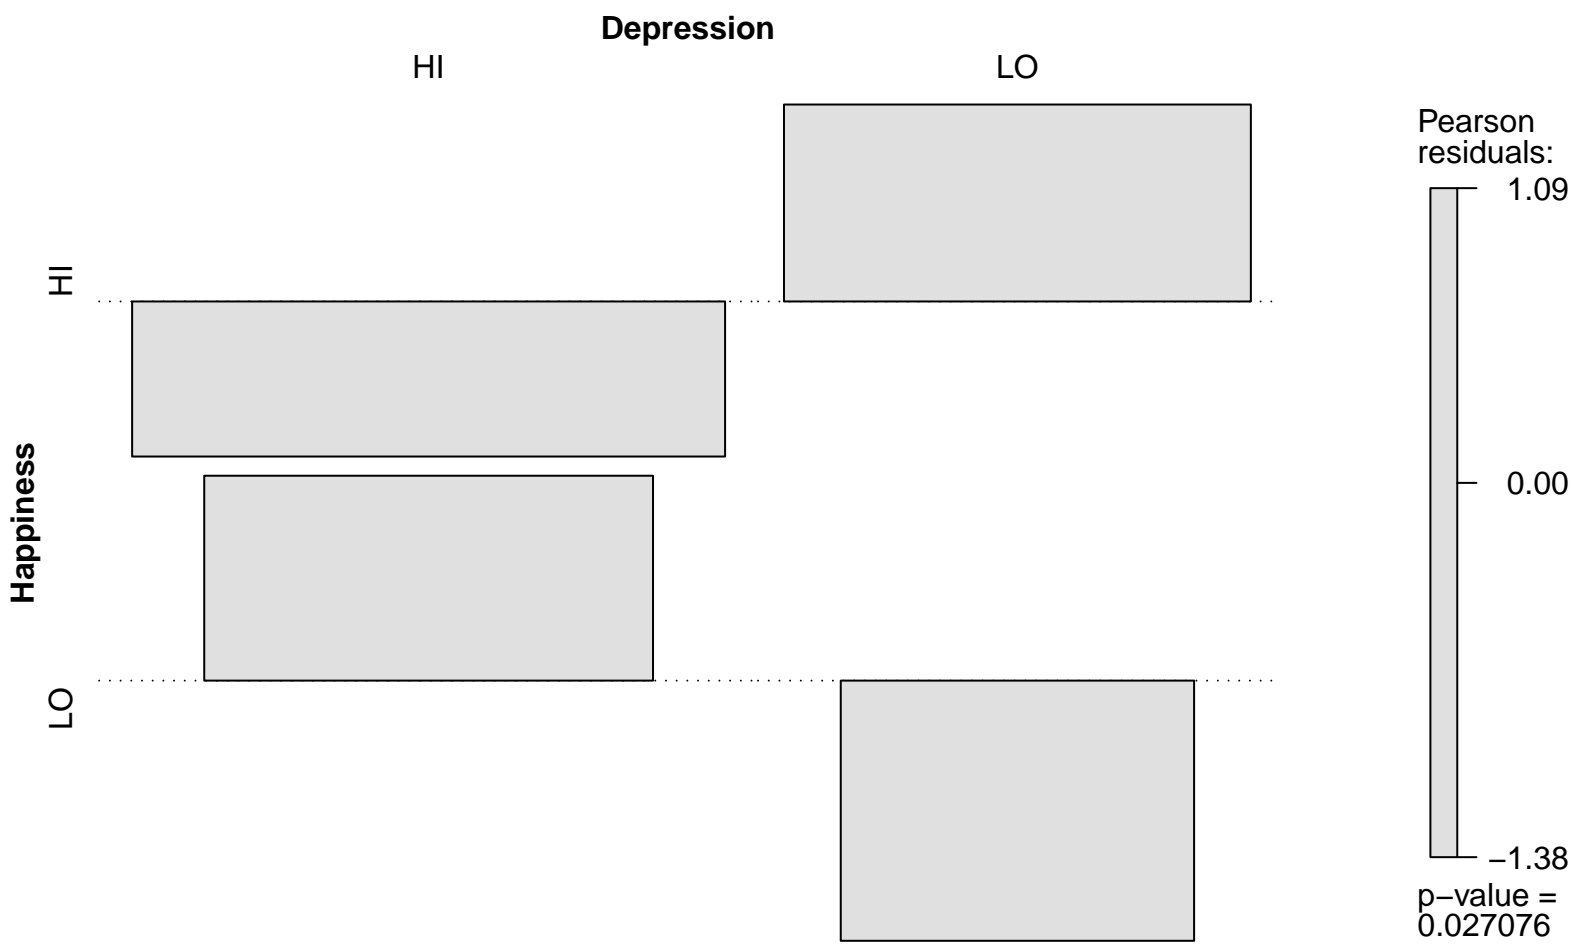 Depression
HI
LO
HI
Happiness
LO
Pearson
residuals:
1.09
0.00
−1.38
p−value =
0.027076